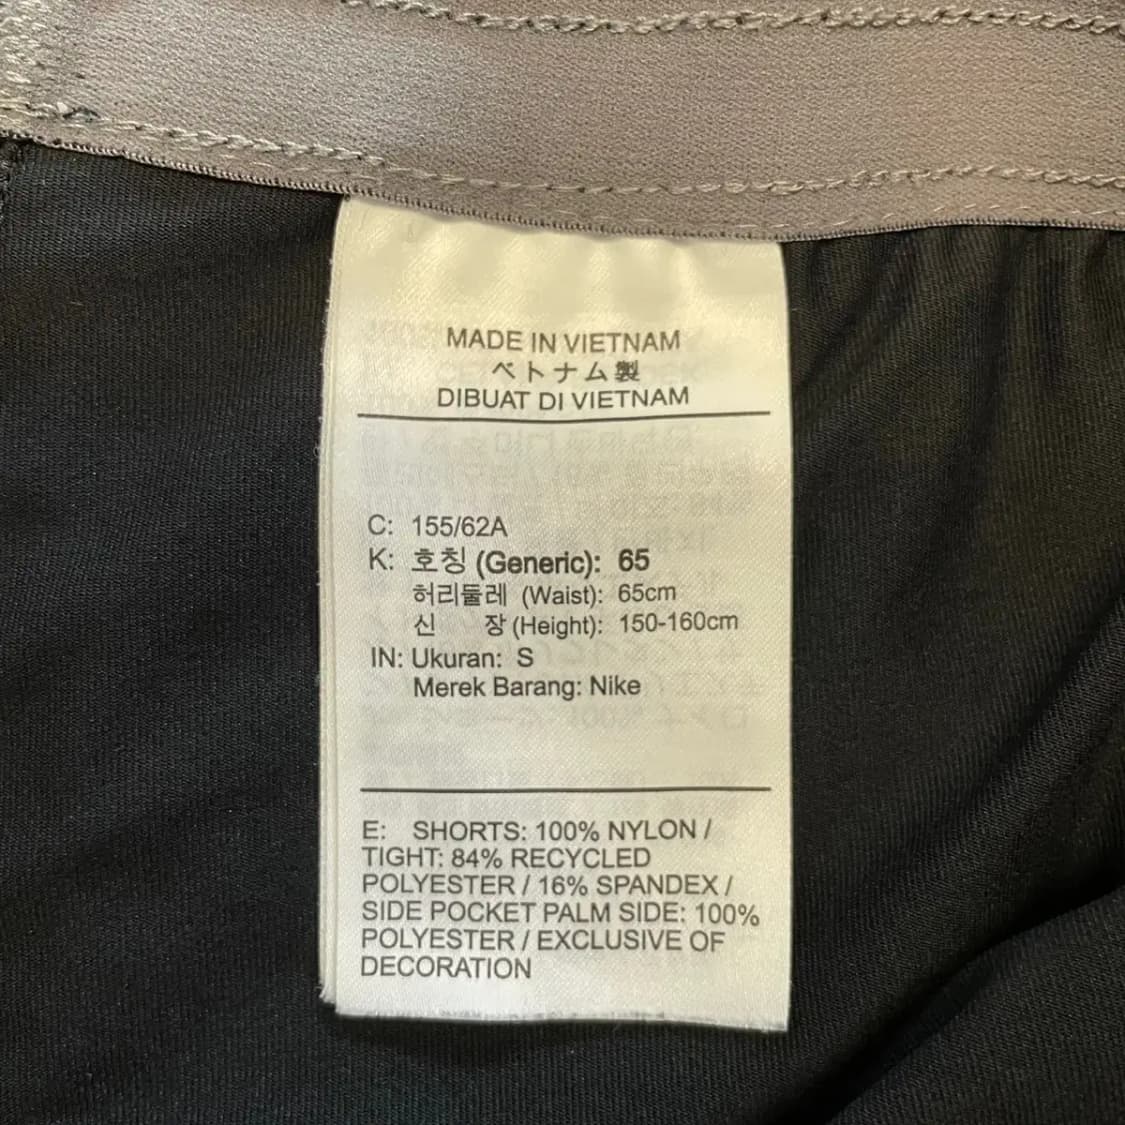 MADE IN VIETNAM
ベトナム製
DIBUAT DI VIETNAM
C: 155/62A
K: 호칭 (Generic): 65
허리둘레 (Waist): 65cm
신 장 (Height): 150-160cm
IN: Ukuran: S
Merek Barang: Nike
E: SHORTS: 100% NYLON /
TIGHT: 84% RECYCLED
POLYESTER / 16% SPANDEX /
SIDE POCKET PALM SIDE: 100%
POLYESTER / EXCLUSIVE OF
DECORATION